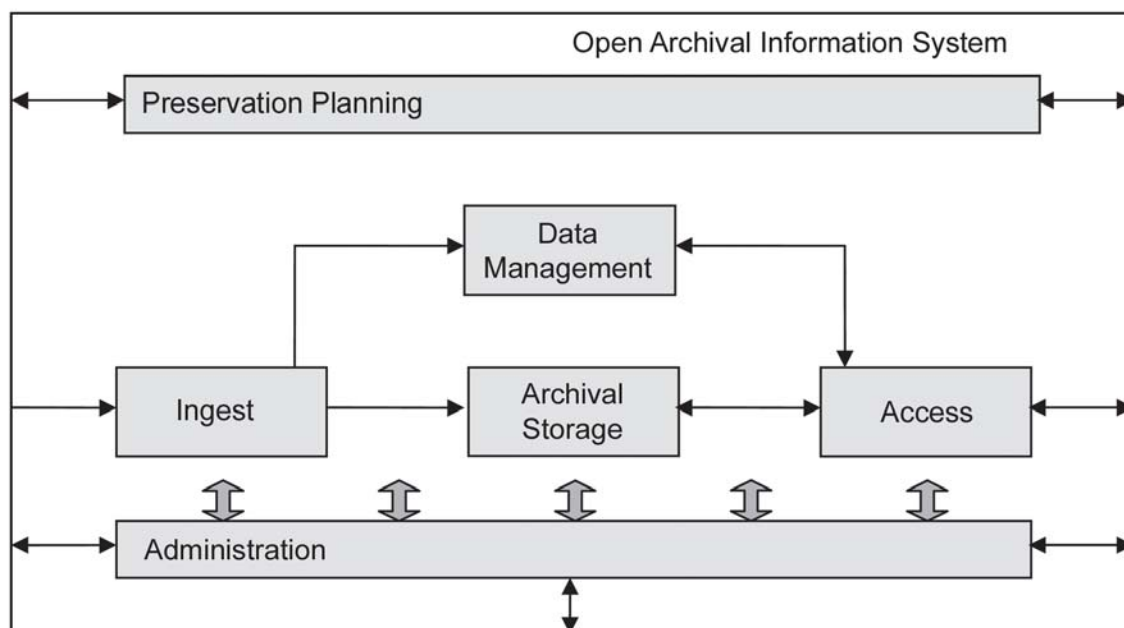 Open Archival Information System
Preservation Planning
Data
Management
Ingest
Archival
Storage
Access
Administration